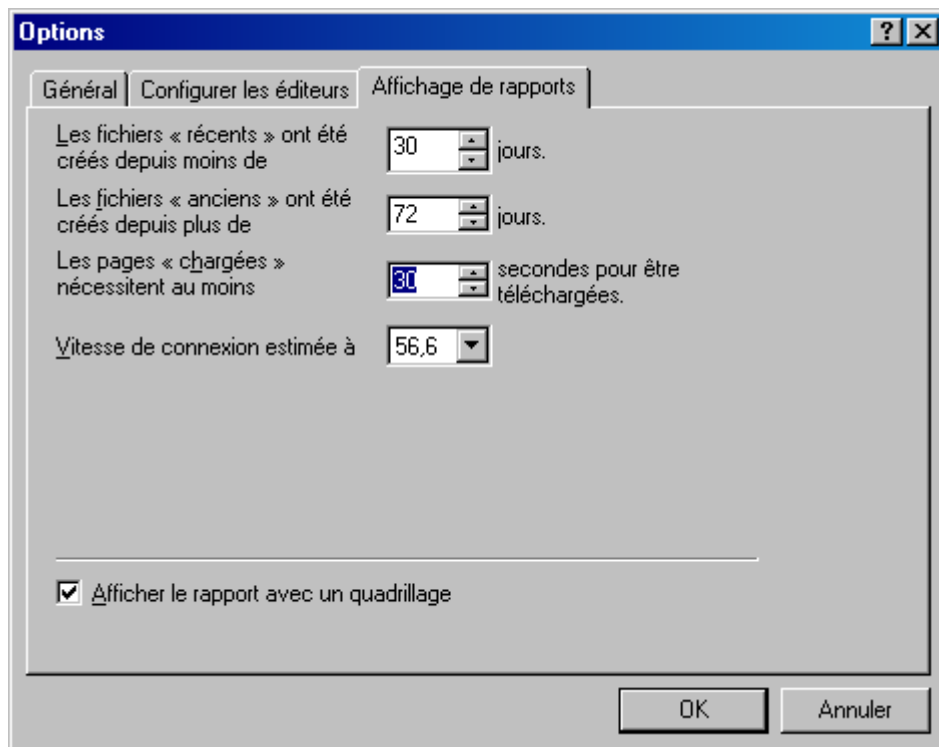 Options
Général
Configurer les éditeurs
Affichage de rapports
Les fichiers « récents » ont été
créés depuis moins de
30
jours.
Les fichiers « anciens » ont été
créés depuis plus de
72
jours.
Les pages « chargées »
nécessitent au moins
30
secondes pour être
téléchargées.
Vitesse de connexion estimée à
56,6
Afficher le rapport avec un quadrillage
OK
Annuler